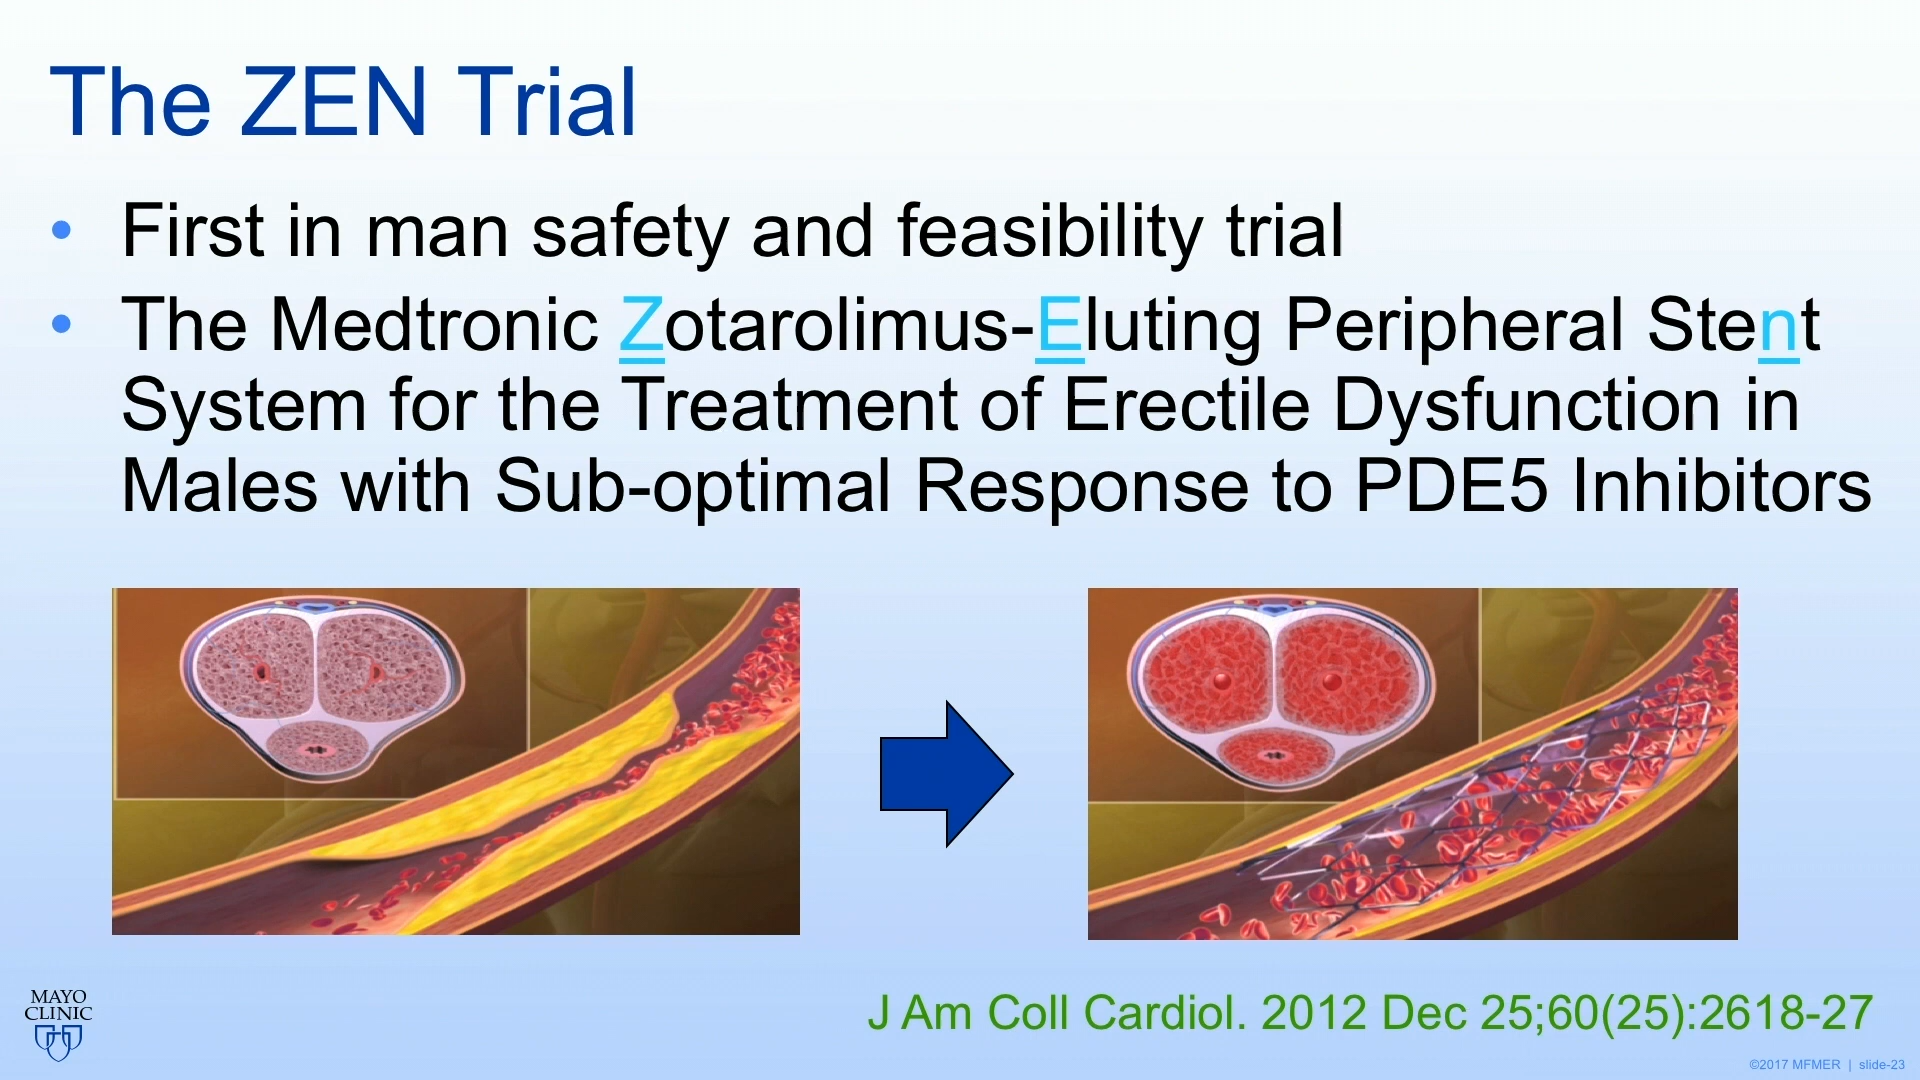 The ZEN Trial
• First in man safety and feasibility trial
• The Medtronic Zotarolimus-Eluting Peripheral Stent
System for the Treatment of Erectile Dysfunction in
Males with Sub-optimal Response to PDE5 Inhibitors
MAYO
CLINIC
J Am Coll Cardiol. 2012 Dec 25;60(25):2618-27
©2017 MFMER | slide-23